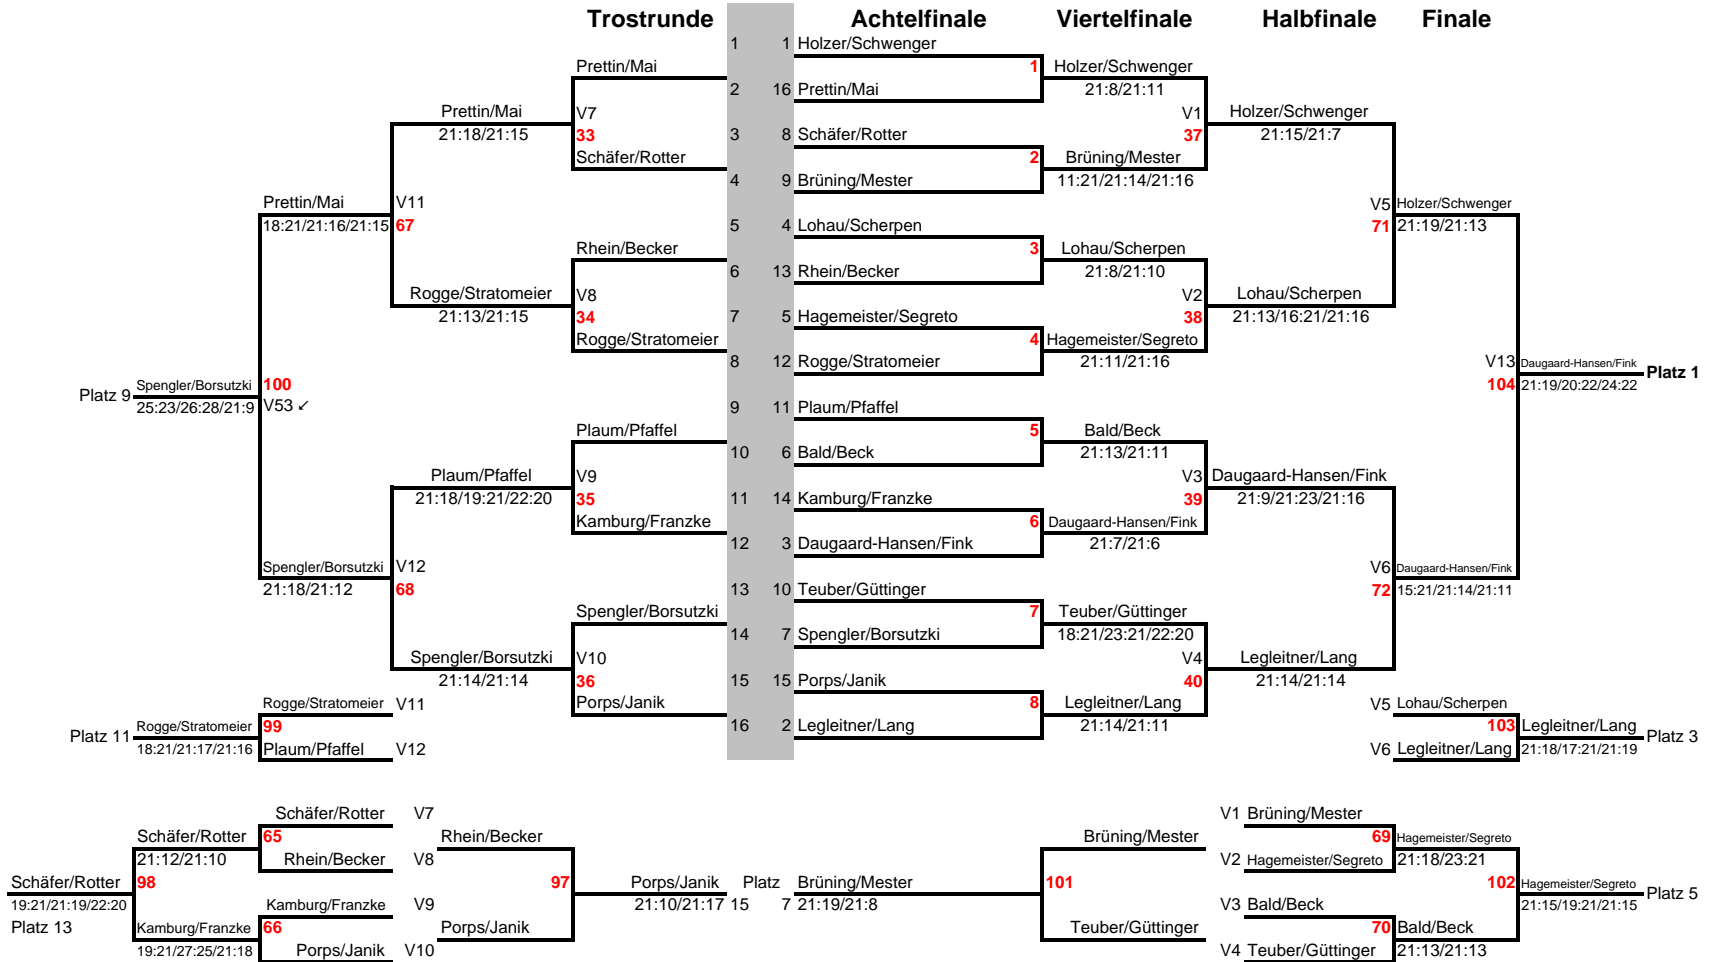 Trostrunde Achtelfinale Viertelfinale Halbfinale Finale
1 1 Holzer/Schwenger
Prettin/Mai 1 Holzer/Schwenger
2 16 Prettin/Mai 21:8/21:11
Prettin/Mai V7 V1 Holzer/Schwenger
21:18/21:15 33 3 8 Schäfer/Rotter 37 21:15/21:7
Schäfer/Rotter 2 Brüning/Mester
4 9 Brüning/Mester 11:21/21:14/21:16
Prettin/Mai V11 V5 Holzer/Schwenger
18:21/21:16/21:15 67 5 4 Lohau/Scherpen 71 21:19/21:13
Rhein/Becker 3 Lohau/Scherpen
6 13 Rhein/Becker 21:8/21:10
Rogge/Stratomeier V8 V2 Lohau/Scherpen
21:13/21:15 34 7 5 Hagemeister/Segreto 38 21:13/16:21/21:16
Rogge/Stratomeier 4 Hagemeister/Segreto
8 12 Rogge/Stratomeier 21:11/21:16
V13 Daugaard-Hansen/Fink Platz 1
Platz 9 Spengler/Borsutzki 100 104 21:19/20:22/24:22
25:23/26:28/21:9 V53 ↙ 9 11 Plaum/Pfaffel
Plaum/Pfaffel 5 Bald/Beck
10 6 Bald/Beck 21:13/21:11
Plaum/Pfaffel V9 V3 Daugaard-Hansen/Fink
21:18/19:21/22:20 35 11 14 Kamburg/Franzke 39 21:9/21:23/21:16
Kamburg/Franzke 6 Daugaard-Hansen/Fink
12 3 Daugaard-Hansen/Fink 21:7/21:6
Spengler/Borsutzki V12 V6 Daugaard-Hansen/Fink
21:18/21:12 68 13 10 Teuber/Güttinger 72 15:21/21:14/21:11
Spengler/Borsutzki 7 Teuber/Güttinger
14 7 Spengler/Borsutzki 18:21/23:21/22:20
Spengler/Borsutzki V10 V4 Legleitner/Lang
21:14/21:14 36 15 15 Porps/Janik 40 21:14/21:14
Rogge/Stratomeier V11 Porps/Janik 8 Legleitner/Lang V5 Lohau/Scherpen
Platz 11 Rogge/Stratomeier 99 16 2 Legleitner/Lang 21:14/21:11 103 Legleitner/Lang Platz 3
18:21/21:17/21:16 Plaum/Pfaffel V12 V6 Legleitner/Lang 21:18/17:21/21:19
Schäfer/Rotter V7 V1 Brüning/Mester
Schäfer/Rotter 65 Rhein/Becker Brüning/Mester 69 Hagemeister/Segreto
21:12/21:10 Rhein/Becker V8 V2 Hagemeister/Segreto 21:18/23:21
Schäfer/Rotter 98 97 Porps/Janik Platz Brüning/Mester 101 102 Hagemeister/Segreto Platz 5
19:21/21:19/22:20 Kamburg/Franzke V9 21:10/21:17 15 7 21:19/21:8 V3 Bald/Beck 21:15/19:21/21:15
Platz 13 Kamburg/Franzke 66 Porps/Janik Teuber/Güttinger 70 Bald/Beck
19:21/27:25/21:18 Porps/Janik V10 V4 Teuber/Güttinger 21:13/21:13